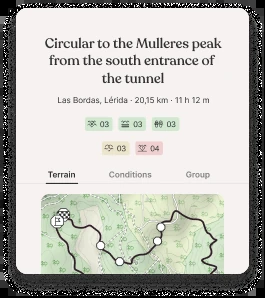 Circular to the Mulleres peak
from the south entrance of
the tunnel
Las Bordas, Lérida · 20,15 km · 11 h 12 m
03 03 03
03 04
Terrain Conditions Group